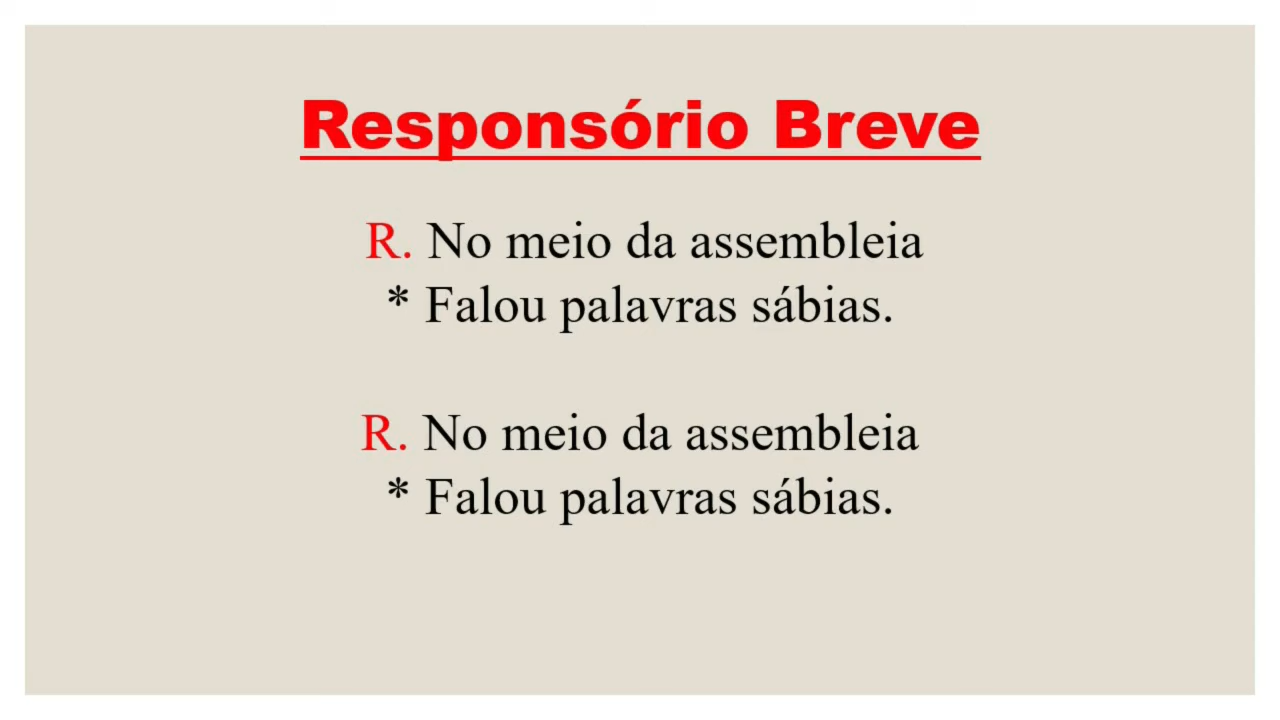 Responsório Breve
R. No meio da assembleia
* Falou palavras sábias.
R. No meio da assembleia
* Falou palavras sábias.